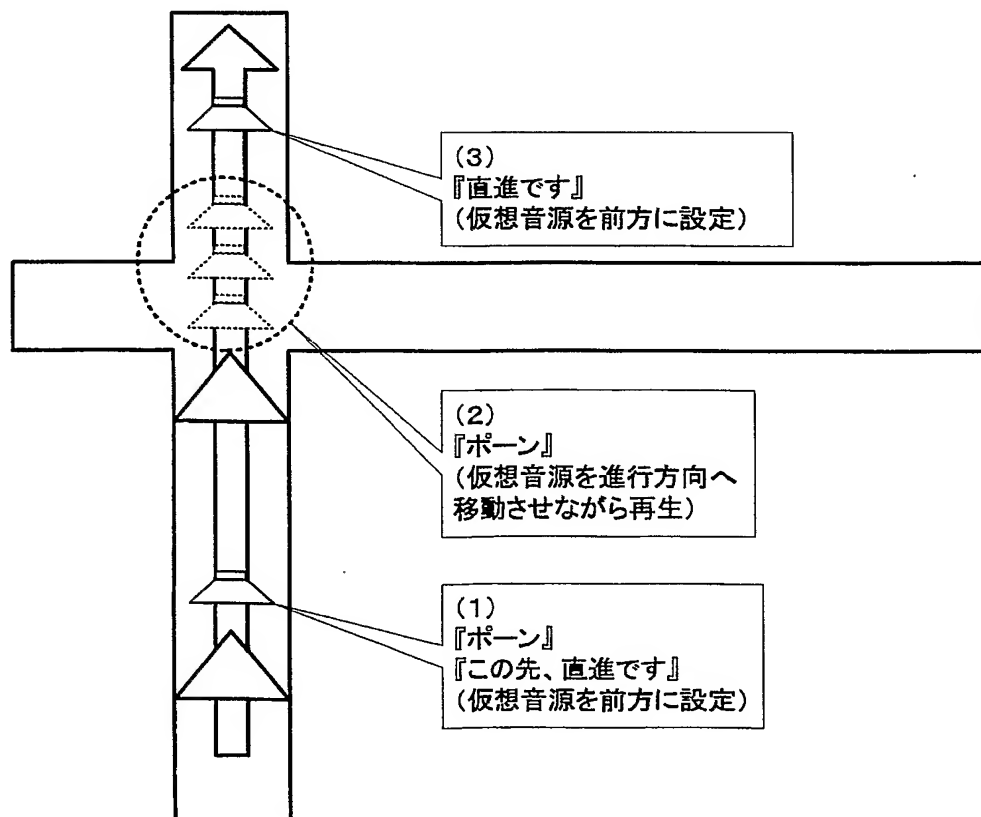 (3)
『直進です』
(仮想音源を前方に設定)
(2)
『ポーン』
(仮想音源を進行方向へ
移動させながら再生)
(1)
『ポーン』
『この先、直進です』
(仮想音源を前方に設定)